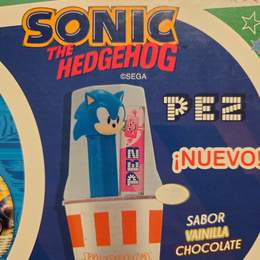 SONIC
THE
HEDGEHOG
©SEGA
PEZ
PEZ
¡NUEVO!
SABOR
VAINILLA
CHOCOLATE